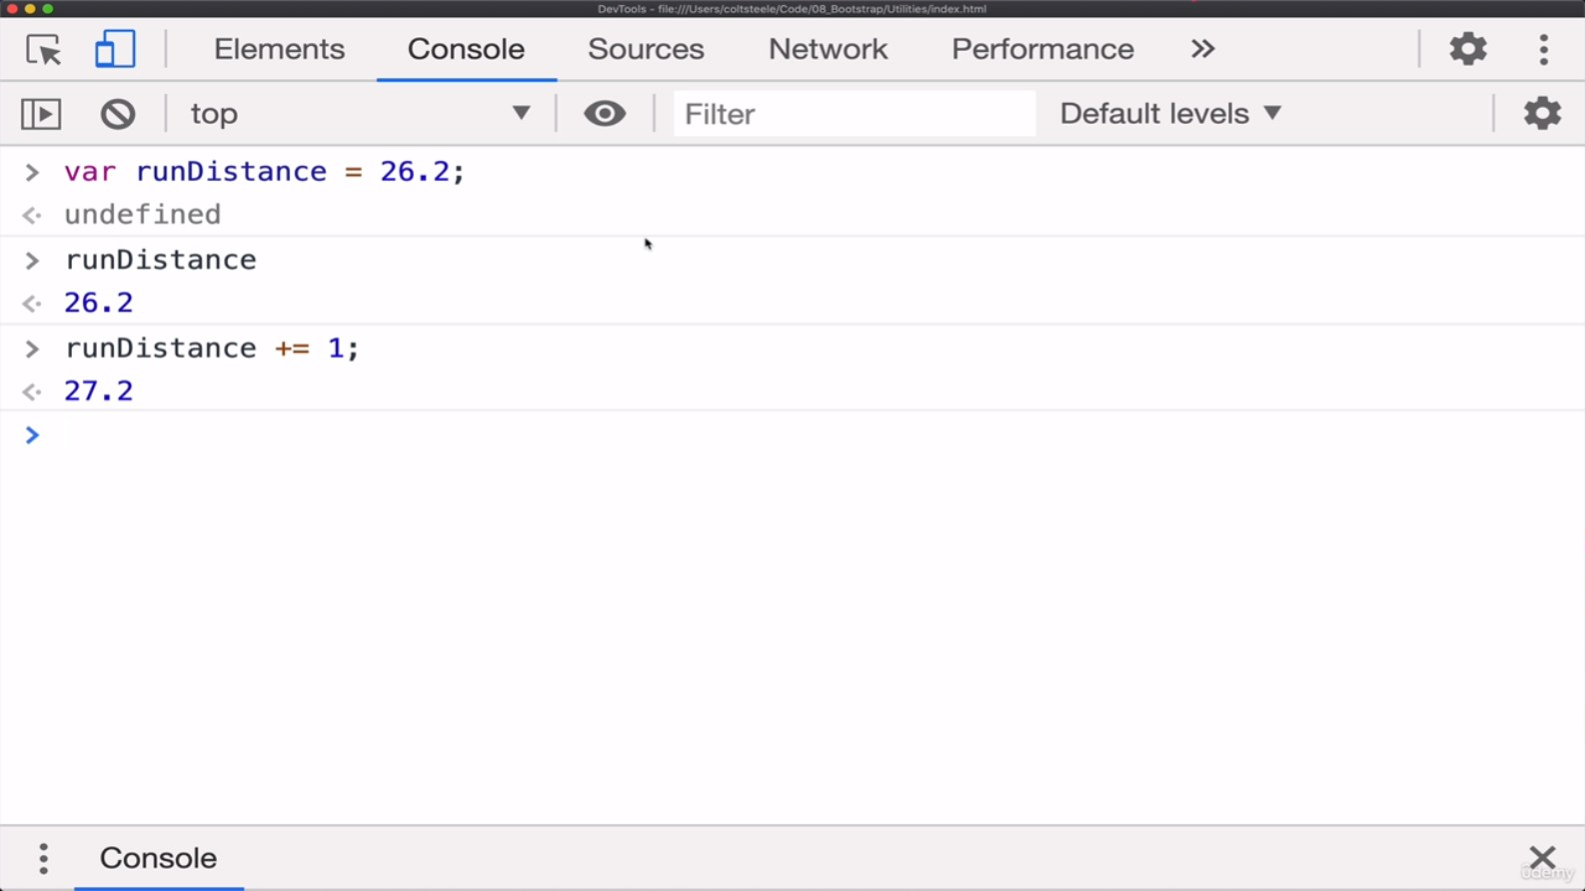 DevTools - file:///Users/coltsteele/Code/08_Bootstrap/Utilities/index.html
Elements Console Sources Network Performance »
top Filter Default levels
> var runDistance = 26.2;
undefined
> runDistance
26.2
> runDistance += 1;
27.2
>
Console
ûdemy